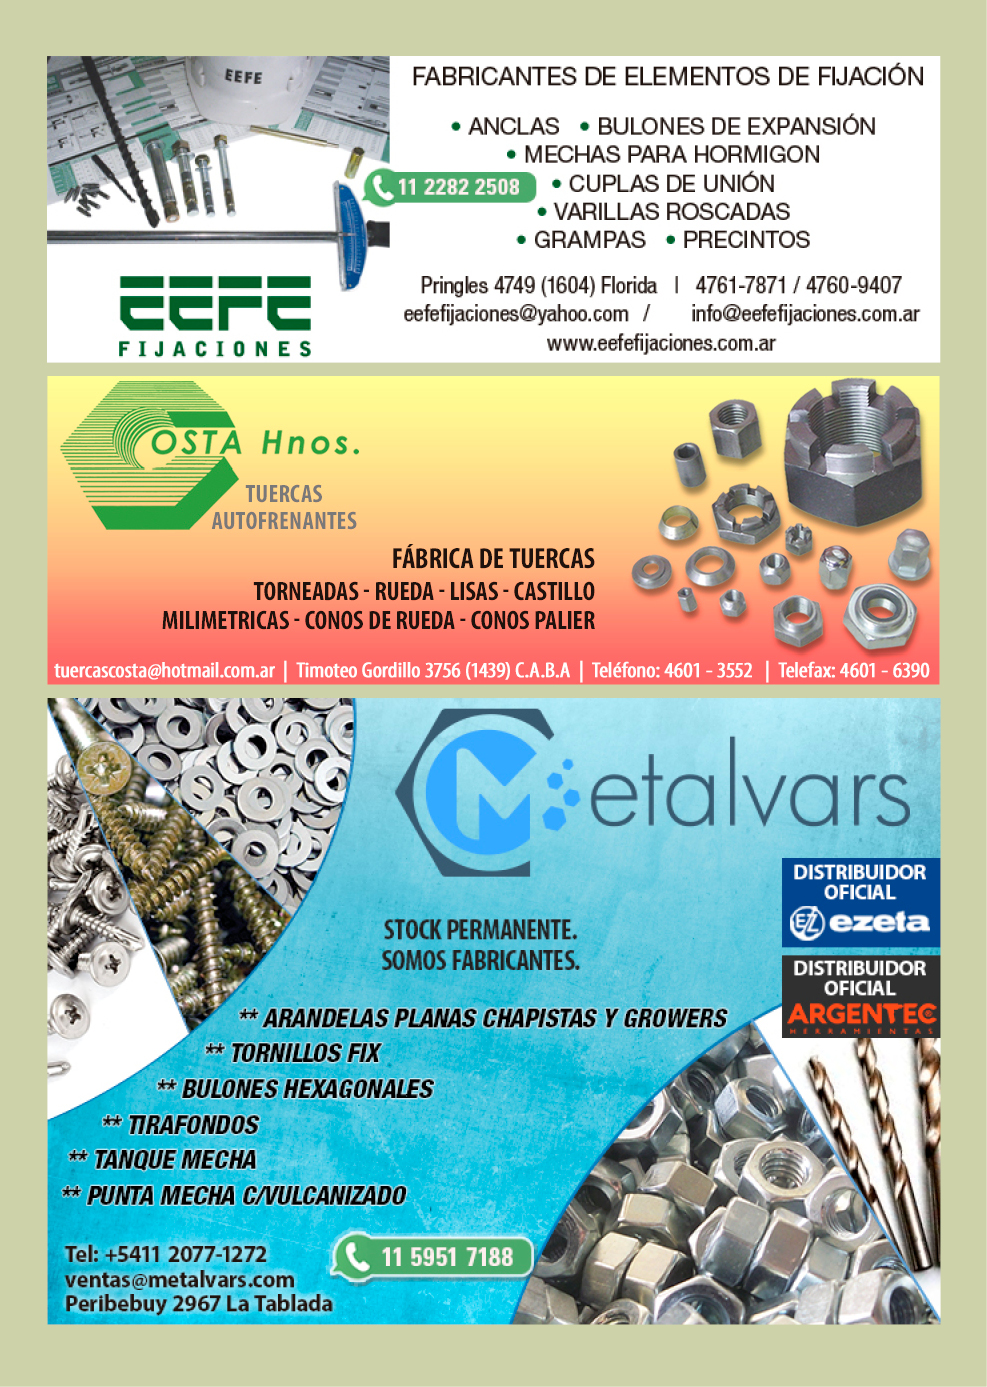 EEFE
FABRICANTES DE ELEMENTOS DE FIJACIÓN
• ANCLAS • BULONES DE EXPANSIÓN
• MECHAS PARA HORMIGON
11 2282 2508
• CUPLAS DE UNIÓN
• VARILLAS ROSCADAS
• GRAMPAS • PRECINTOS
EEFE
FIJACIONES
Pringles 4749 (1604) Florida | 4761-7871 / 4760-9407
eefefijaciones@yahoo.com / info@eefefijaciones.com.ar
www.eefefijaciones.com.ar
COSTA Hnos.
TUERCAS
AUTOFRENANTES
FÁBRICA DE TUERCAS
TORNEADAS - RUEDA - LISAS - CASTILLO
MILIMETRICAS - CONOS DE RUEDA - CONOS PALIER
tuercascosta@hotmail.com.ar | Timoteo Gordillo 3756 (1439) C.A.B.A | Teléfono: 4601 - 3552 | Telefax: 4601 - 6390
Metalvars
DISTRIBUIDOR
OFICIAL
EZ ezeta
DISTRIBUIDOR
OFICIAL
ARGENTEC
HERRAMIENTAS
STOCK PERMANENTE.
SOMOS FABRICANTES.
** ARANDELAS PLANAS CHAPISTAS Y GROWERS
** TORNILLOS FIX
** BULONES HEXAGONALES
** TIRAFONDOS
** TANQUE MECHA
** PUNTA MECHA C/VULCANIZADO
Tel: +5411 2077-1272
ventas@metalvars.com
Peribebuy 2967 La Tablada
11 5951 7188